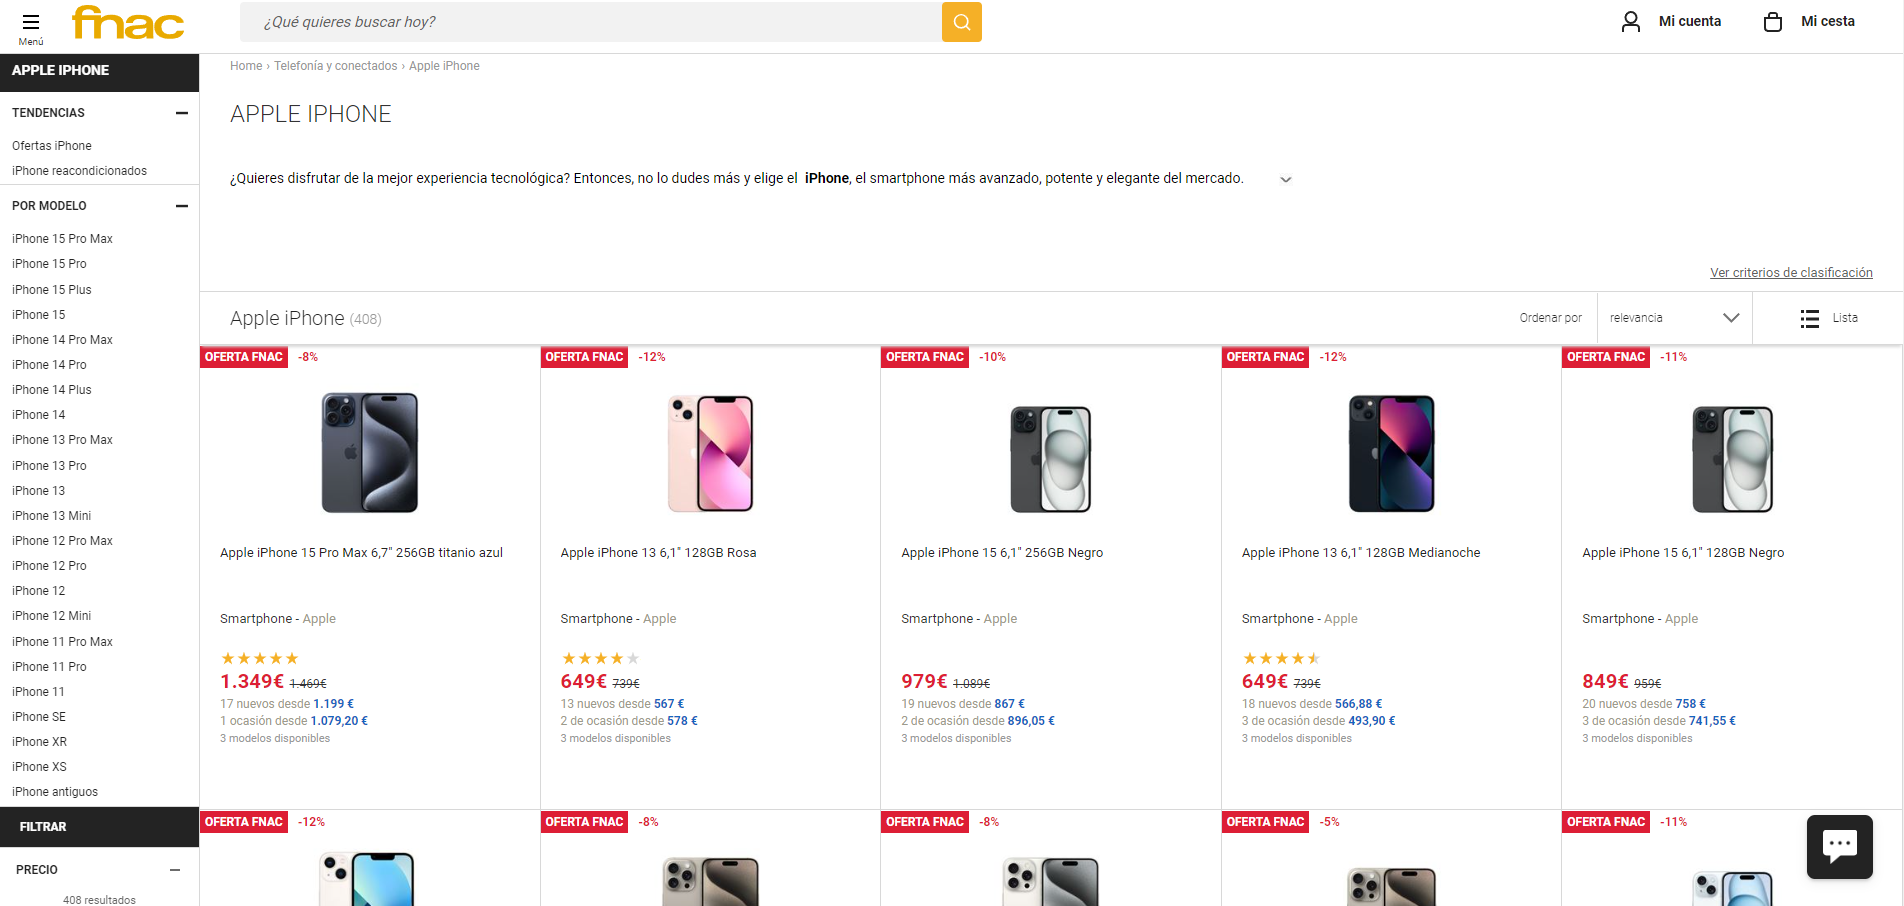 Menú
fnac
¿Qué quieres buscar hoy?
Mi cuenta
Mi cesta
APPLE IPHONE
TENDENCIAS
Ofertas iPhone
iPhone reacondicionados
POR MODELO
iPhone 15 Pro Max
iPhone 15 Pro
iPhone 15 Plus
iPhone 15
iPhone 14 Pro Max
iPhone 14 Pro
iPhone 14 Plus
iPhone 14
iPhone 13 Pro Max
iPhone 13 Pro
iPhone 13
iPhone 13 Mini
iPhone 12 Pro Max
iPhone 12 Pro
iPhone 12
iPhone 12 Mini
iPhone 11 Pro Max
iPhone 11 Pro
iPhone 11
iPhone SE
iPhone XR
iPhone XS
iPhone antiguos
FILTRAR
PRECIO
408 resultados
Home › Telefonía y conectados › Apple iPhone
APPLE IPHONE
¿Quieres disfrutar de la mejor experiencia tecnológica? Entonces, no lo dudes más y elige el iPhone, el smartphone más avanzado, potente y elegante del mercado.
Ver criterios de clasificación
Apple iPhone (408)
Ordenar por
relevancia
Lista
OFERTA FNAC -8%
Apple iPhone 15 Pro Max 6,7" 256GB titanio azul
Smartphone - Apple
1.349€ 1.469€
17 nuevos desde 1.199 €
1 ocasión desde 1.079,20 €
3 modelos disponibles
OFERTA FNAC -12%
Apple iPhone 13 6,1" 128GB Rosa
Smartphone - Apple
649€ 739€
13 nuevos desde 567 €
2 de ocasión desde 578 €
3 modelos disponibles
OFERTA FNAC -10%
Apple iPhone 15 6,1" 256GB Negro
Smartphone - Apple
979€ 1.089€
19 nuevos desde 867 €
2 de ocasión desde 896,05 €
3 modelos disponibles
OFERTA FNAC -12%
Apple iPhone 13 6,1" 128GB Medianoche
Smartphone - Apple
649€ 739€
18 nuevos desde 566,88 €
3 de ocasión desde 493,90 €
3 modelos disponibles
OFERTA FNAC -11%
Apple iPhone 15 6,1" 128GB Negro
Smartphone - Apple
849€ 959€
20 nuevos desde 758 €
3 de ocasión desde 741,55 €
3 modelos disponibles
OFERTA FNAC -12%
OFERTA FNAC -8%
OFERTA FNAC -8%
OFERTA FNAC -5%
OFERTA FNAC -11%